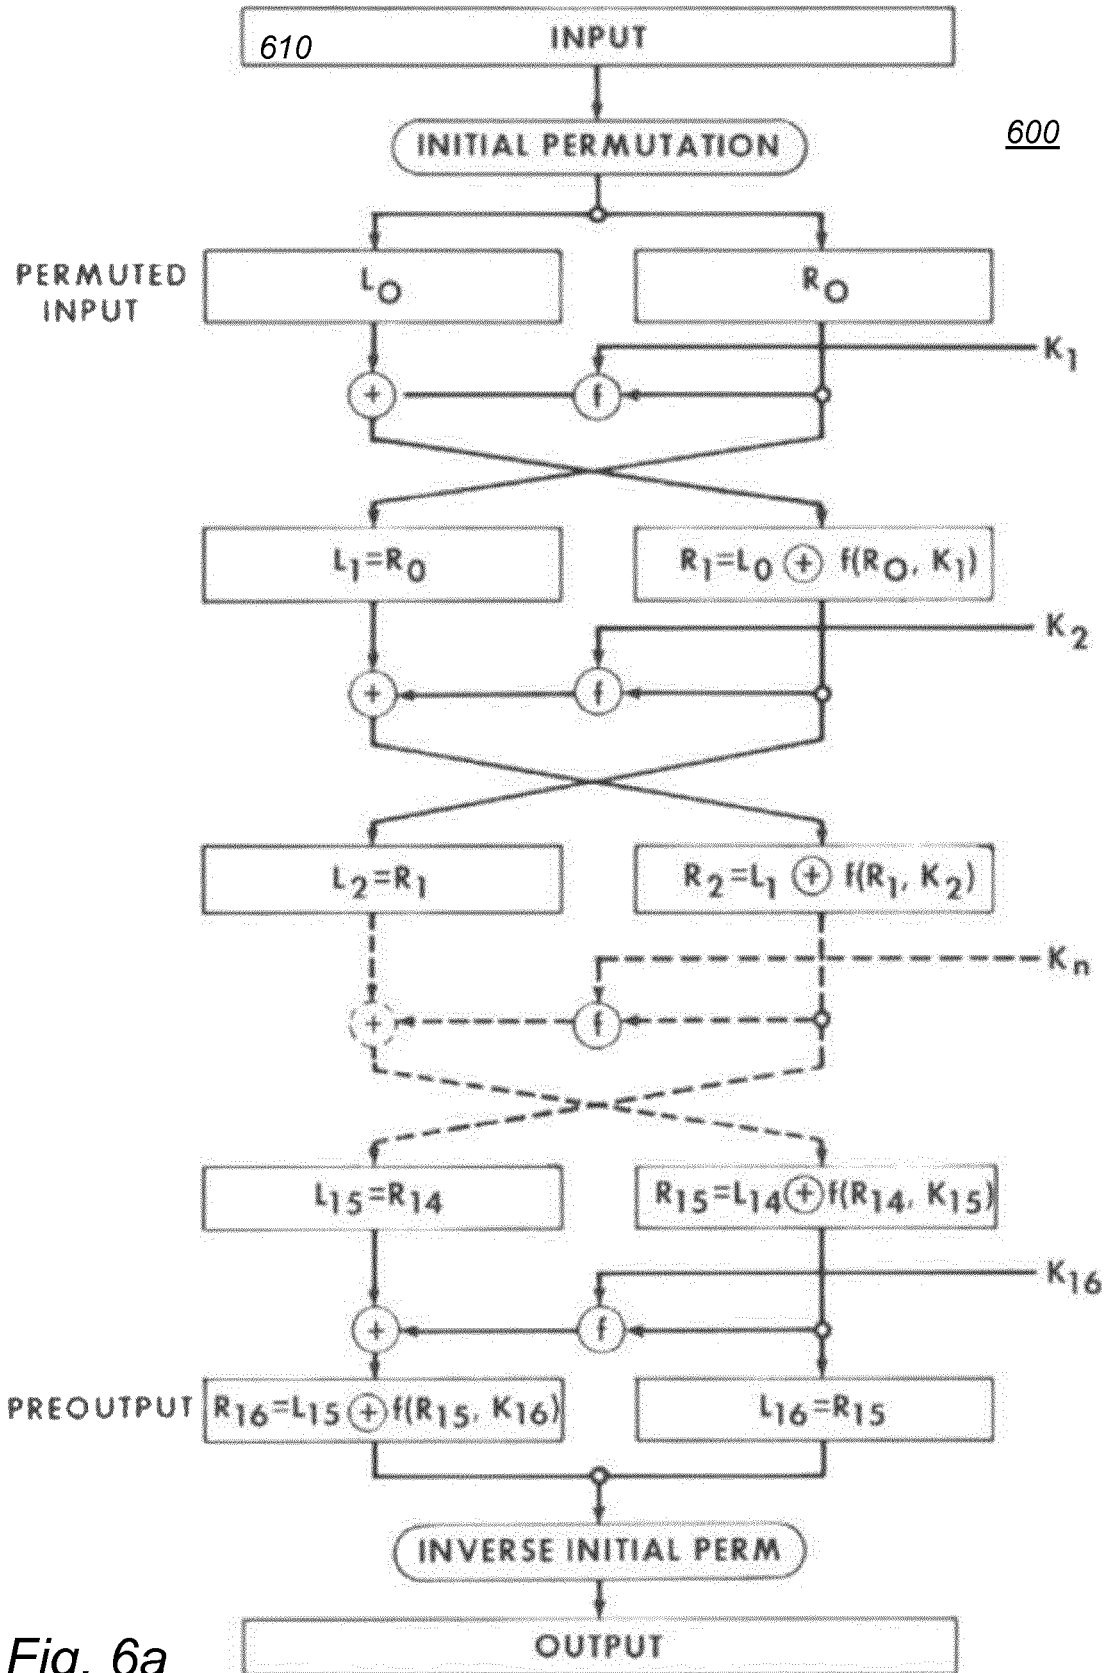 610 INPUT
INITIAL PERMUTATION
600
PERMUTED
INPUT
L₀
R₀
K₁
+
f
L₁=R₀
R₁=L₀ ⊕ f(R₀, K₁)
K₂
+
f
L₂=R₁
R₂=L₁ ⊕ f(R₁, K₂)
Kₙ
+
f
L₁₅=R₁₄
R₁₅=L₁₄ ⊕ f(R₁₄, K₁₅)
K₁₆
+
f
PREOUTPUT
R₁₆=L₁₅ ⊕ f(R₁₅, K₁₆)
L₁₆=R₁₅
INVERSE INITIAL PERM
OUTPUT
Fig. 6a